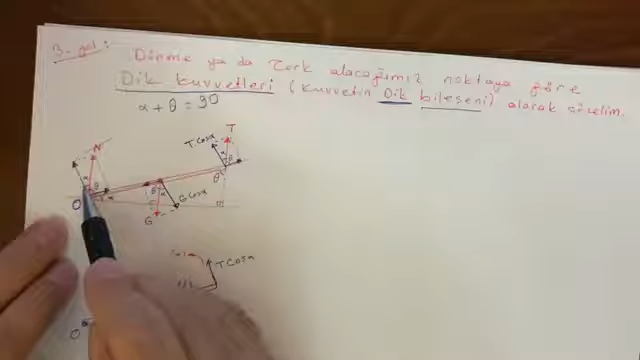 3. yol:
Dönme ya da Tork alacağımız noktaya göre
Dik kuvvetleri (kuvvetin Dik bileşeni) alarak çözelim.
α + θ = 90
N
T cosα
T
α
θ
θ
α
θ
α
θ
α
O
G
G cosα
T cosα
O